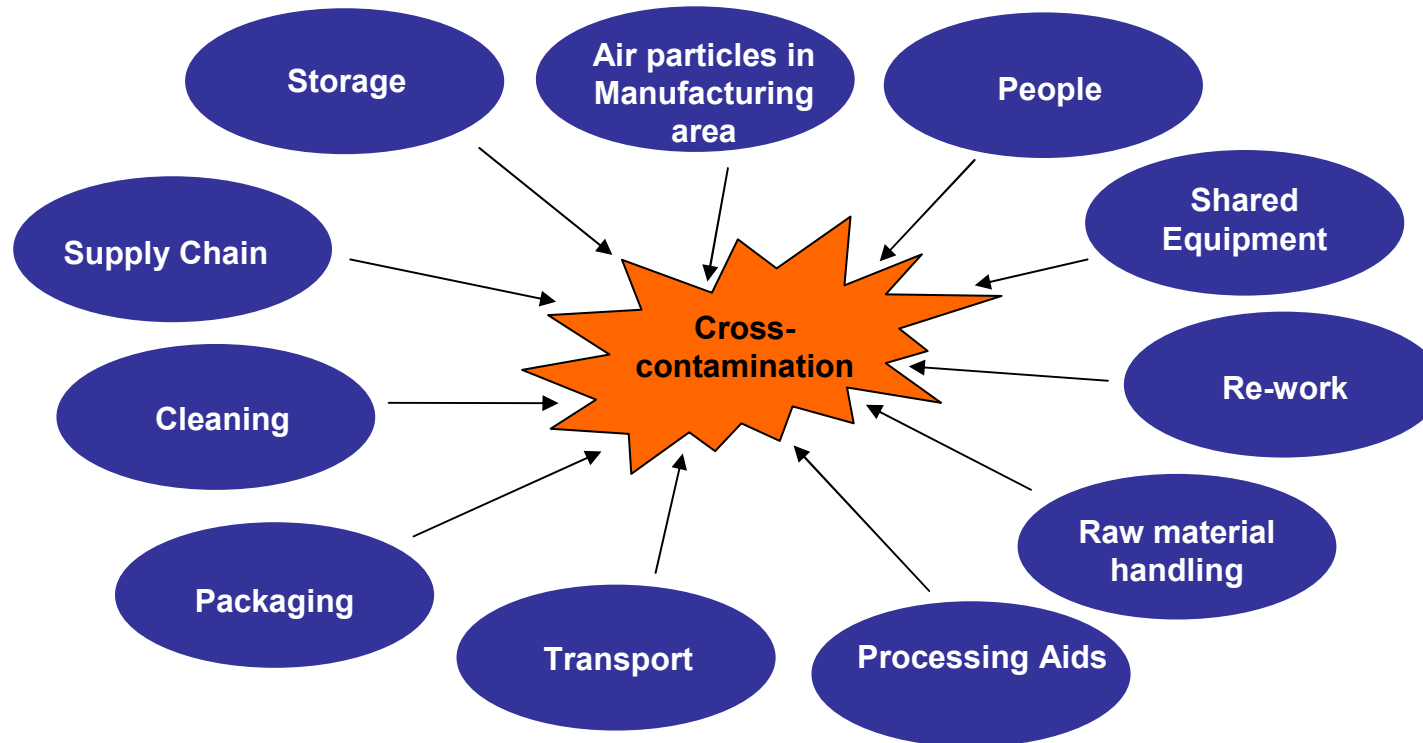 Storage
Air particles in
Manufacturing
area
People
Shared
Equipment
Supply Chain
Cross-
contamination
Re-work
Cleaning
Raw material
handling
Packaging
Transport
Processing Aids